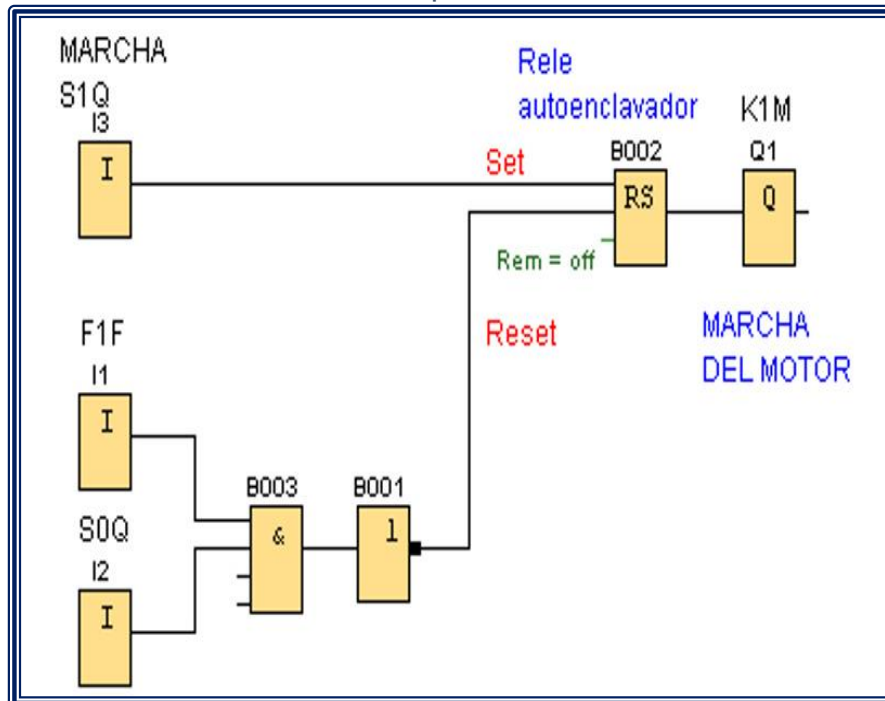 MARCHA
S1Q
I3
I
Set
Rele
autoenclavador
B002
RS
Rem = off
K1M
Q1
Q
Reset
MARCHA
DEL MOTOR
F1F
I1
I
B003
&
B001
1
S0Q
I2
I